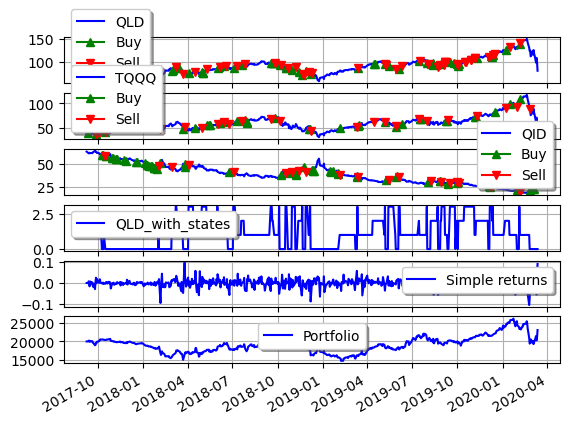 QLD
Buy
Sell
150
100
TQQQ
Buy
Sell
100
50
QID
Buy
Sell
50
25
QLD_with_states
2.5
0.0
Simple returns
0.1
0.0
−0.1
Portfolio
25000
20000
15000
2017-10
2018-01
2018-04
2018-07
2018-10
2019-01
2019-04
2019-07
2019-10
2020-01
2020-04